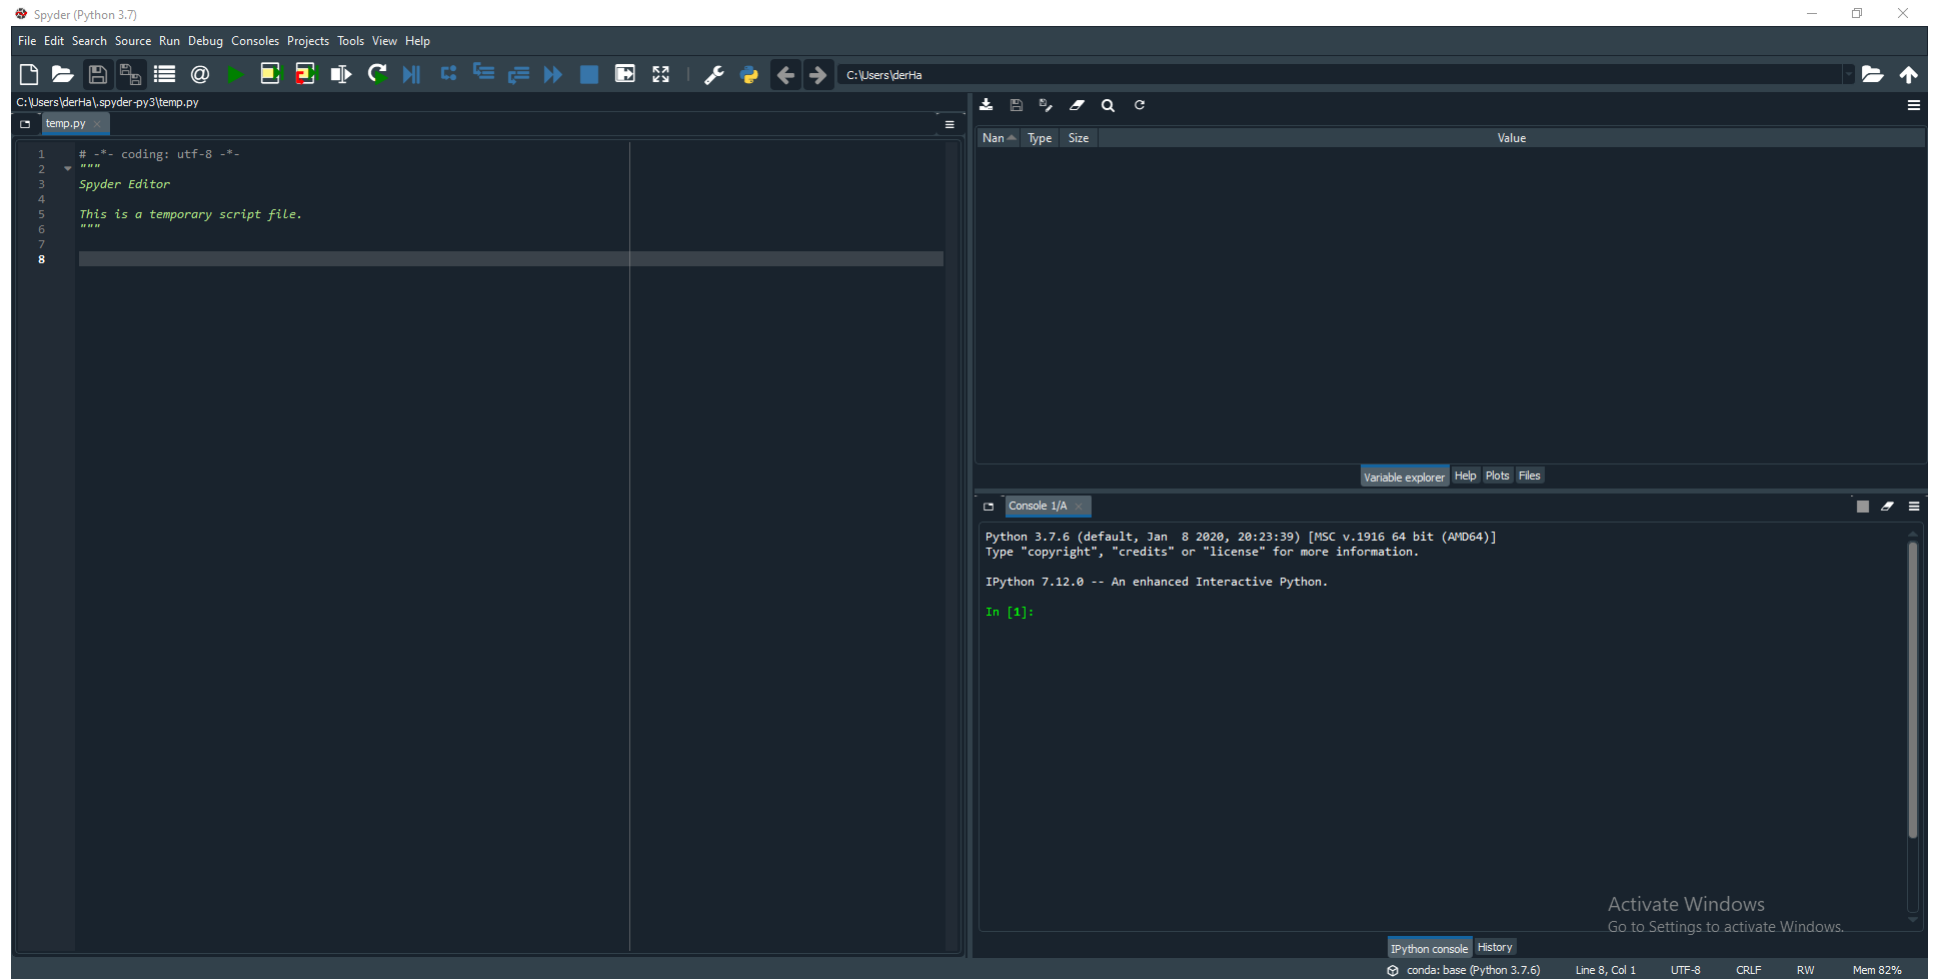 Spyder (Python 3.7)
File Edit Search Source Run Debug Consoles Projects Tools View Help
C:\Users\derHa
C:\Users\derHa\.spyder-py3\temp.py
temp.py
1 # -*- coding: utf-8 -*-
2 """
3 Spyder Editor
4
5 This is a temporary script file.
6 """
7
8
Nan Type Size Value
Variable explorer Help Plots Files
Console 1/A
Python 3.7.6 (default, Jan  8 2020, 20:23:39) [MSC v.1916 64 bit (AMD64)]
Type "copyright", "credits" or "license" for more information.
IPython 7.12.0 -- An enhanced Interactive Python.
In [1]:
Activate Windows
Go to Settings to activate Windows.
IPython console History
conda: base (Python 3.7.6) Line 8, Col 1 UTF-8 CRLF RW Mem 82%